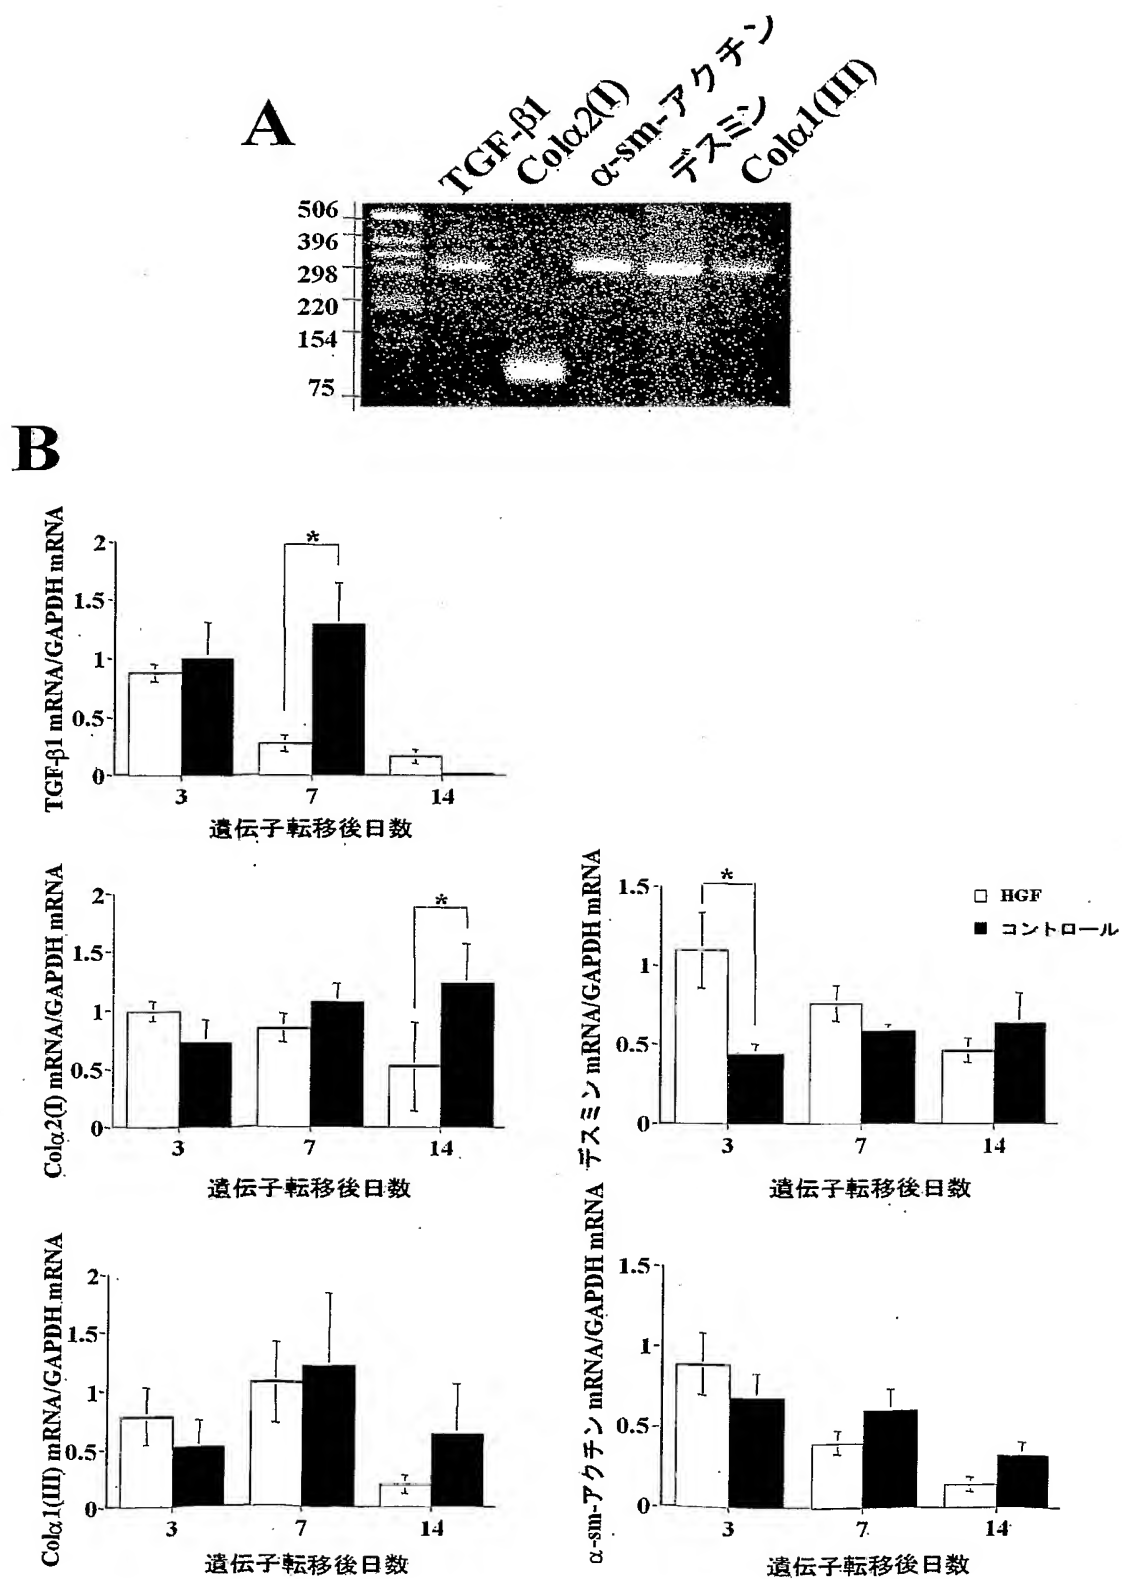 A
TGF-β1
Colα2(I)
α-sm-アクチン
デスミン
Colα1(III)
506
396
298
220
154
75
B
TGF-β1 mRNA/GAPDH mRNA
2
1.5
1
0.5
0
*
3 7 14
遺伝子転移後日数
Colα2(I) mRNA/GAPDH mRNA
2
1.5
1
0.5
0
*
3 7 14
遺伝子転移後日数
デスミン mRNA/GAPDH mRNA
1.5
1
0.5
0
*
HGF
コントロール
3 7 14
遺伝子転移後日数
Colα1(III) mRNA/GAPDH mRNA
2
1.5
1
0.5
0
3 7 14
遺伝子転移後日数
α-sm-アクチン mRNA/GAPDH mRNA
1.5
1
0.5
0
3 7 14
遺伝子転移後日数